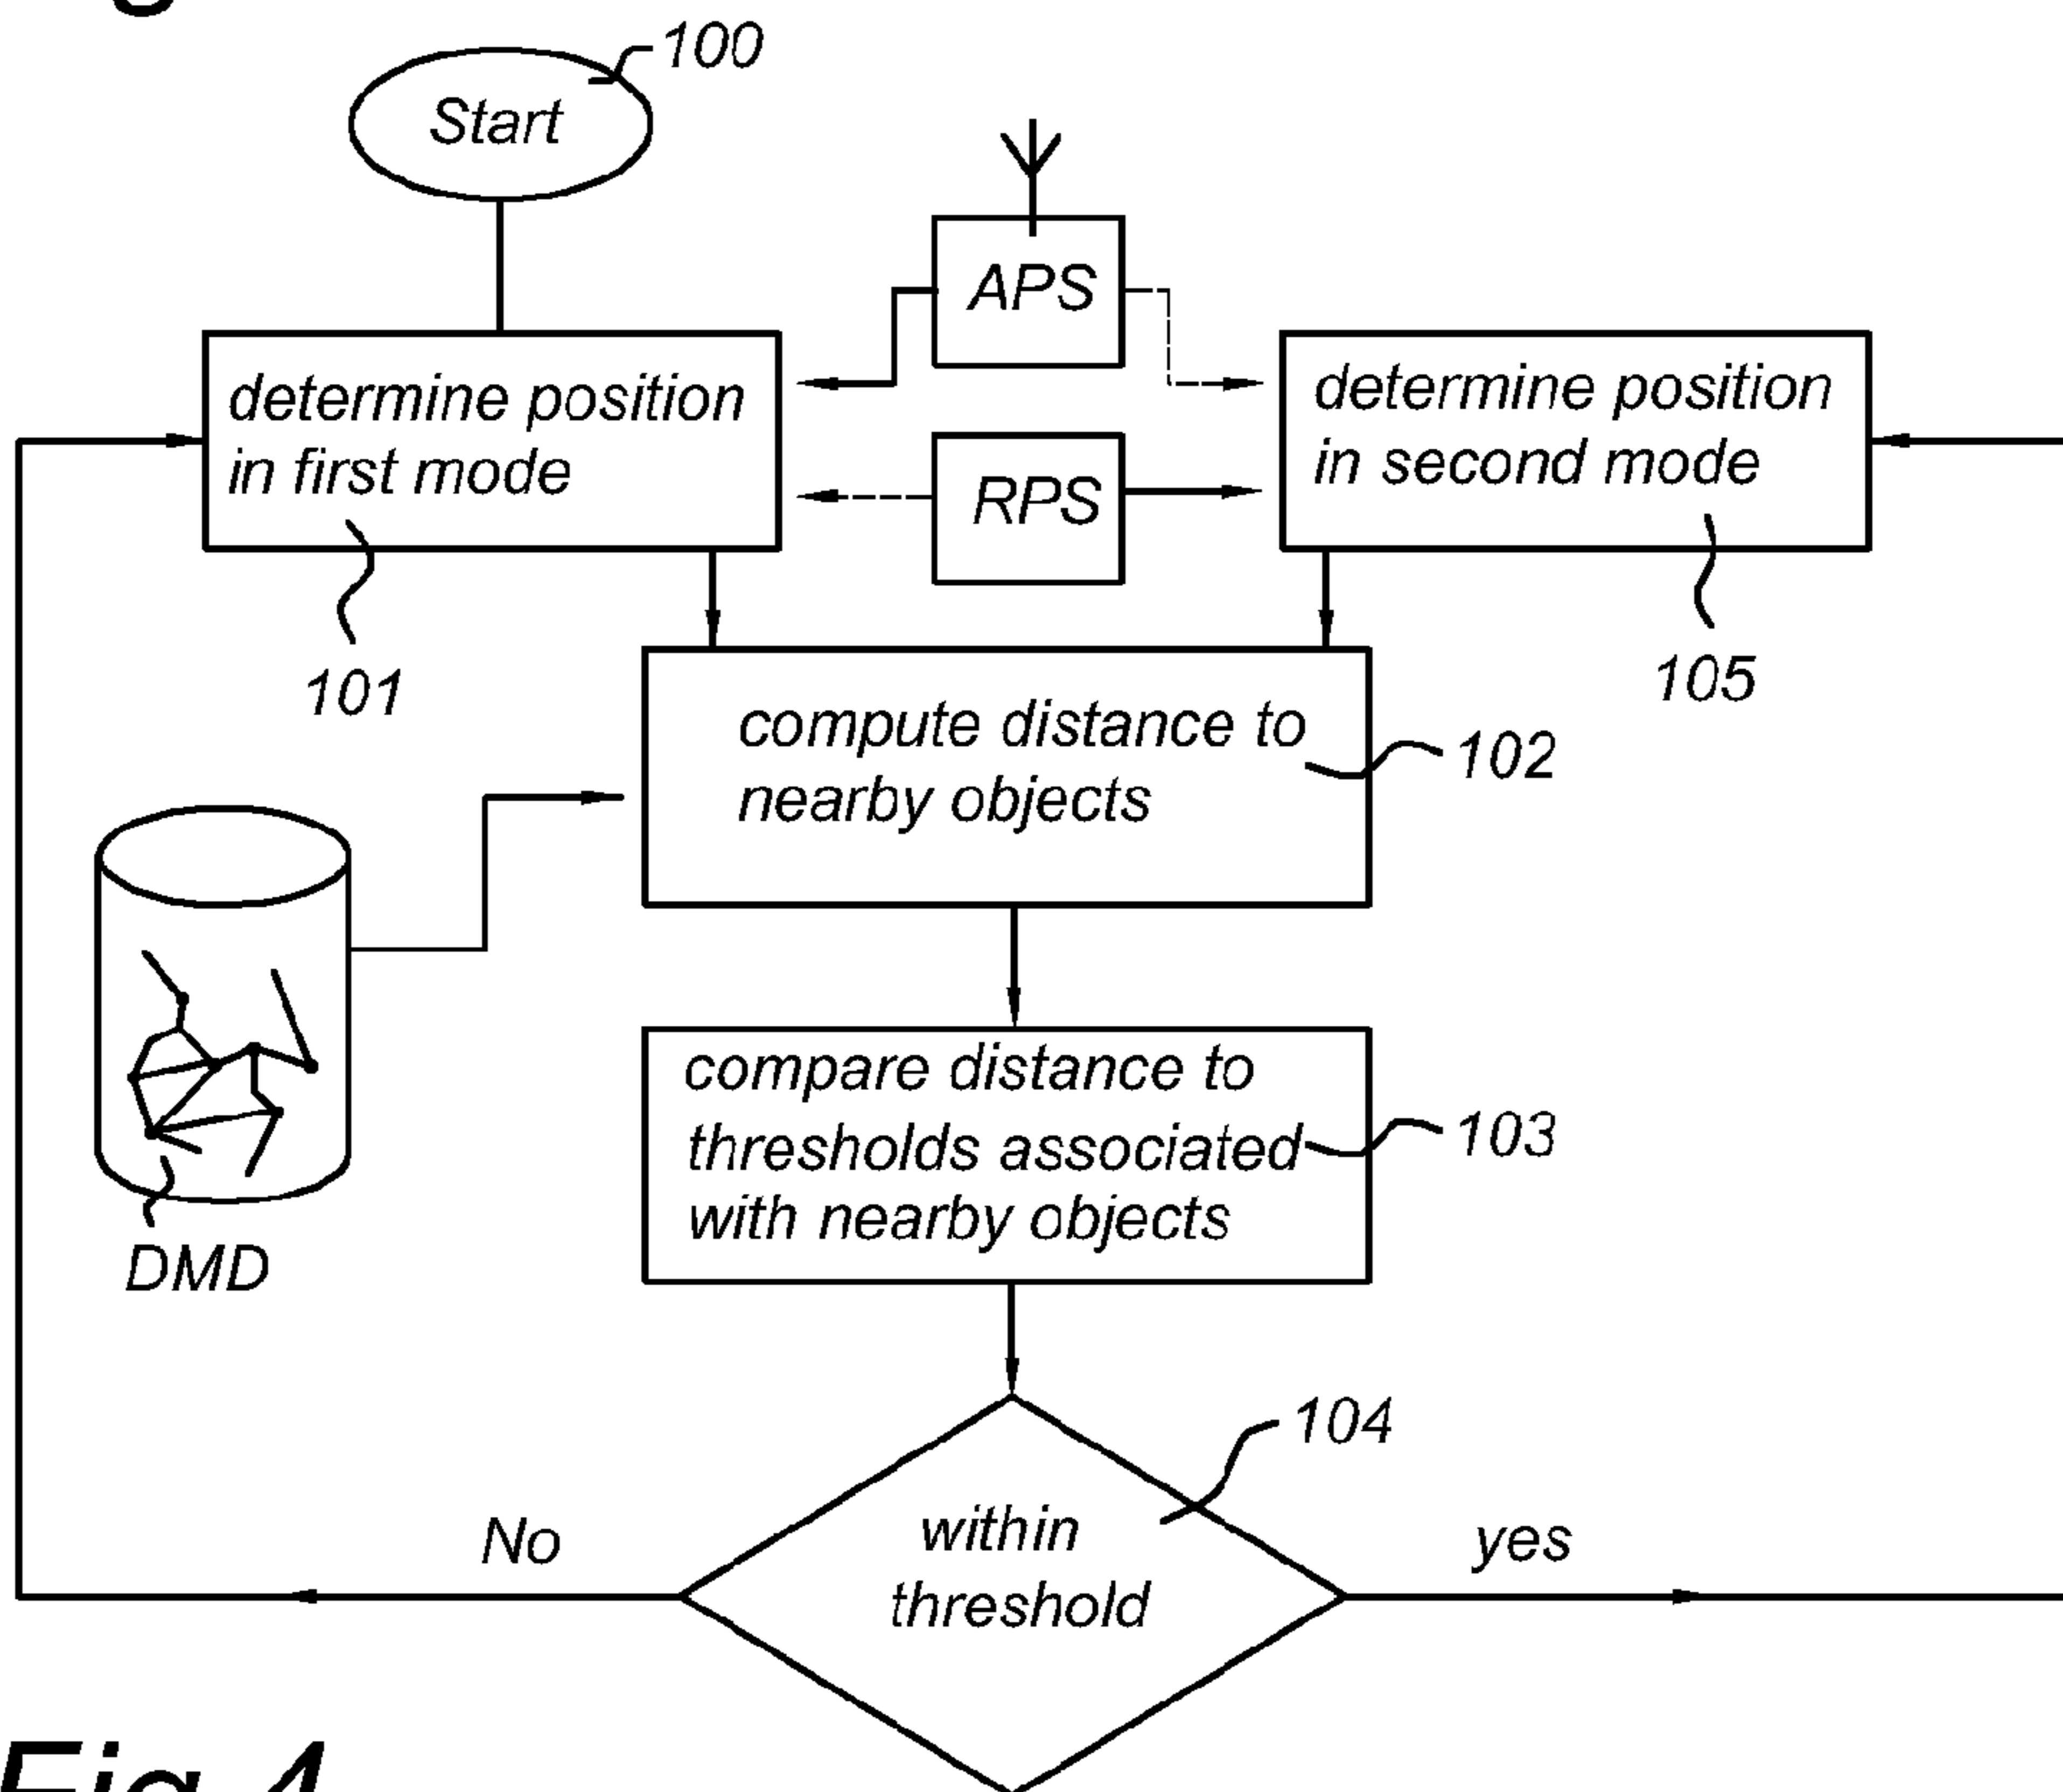 100
Start
APS
determine position
in first mode
RPS
determine position
in second mode
101
105
compute distance to
nearby objects
102
compare distance to
thresholds associated
with nearby objects
103
DMD
104
within
threshold
No
yes
Fig 4